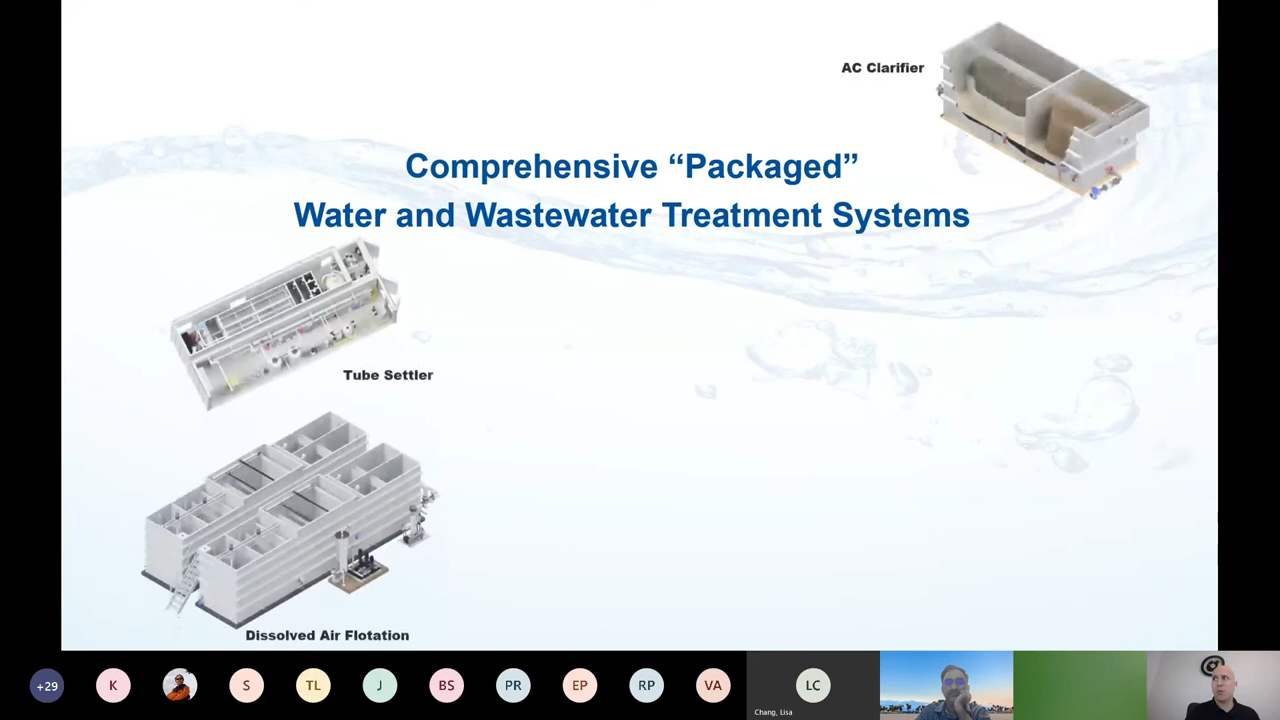 AC Clarifier
Comprehensive “Packaged”
Water and Wastewater Treatment Systems
Tube Settler
Dissolved Air Flotation
+29
K
S
TL
J
BS
PR
EP
RP
VA
LC
Chang, Lisa